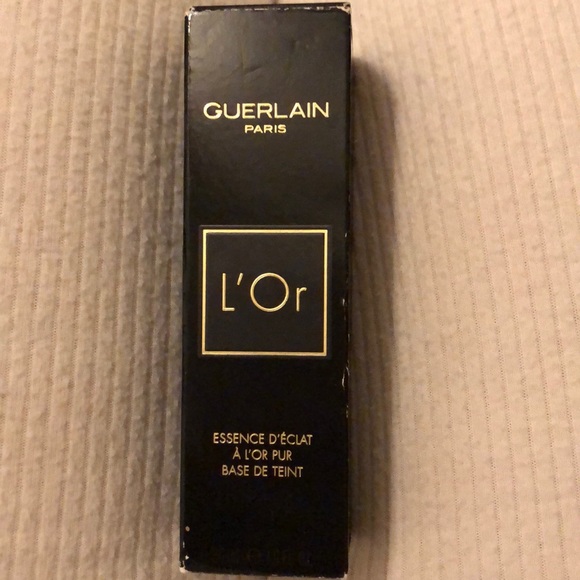 GUERLAIN
PARIS
L'Or
ESSENCE D'ÉCLAT
À L'OR PUR
BASE DE TEINT